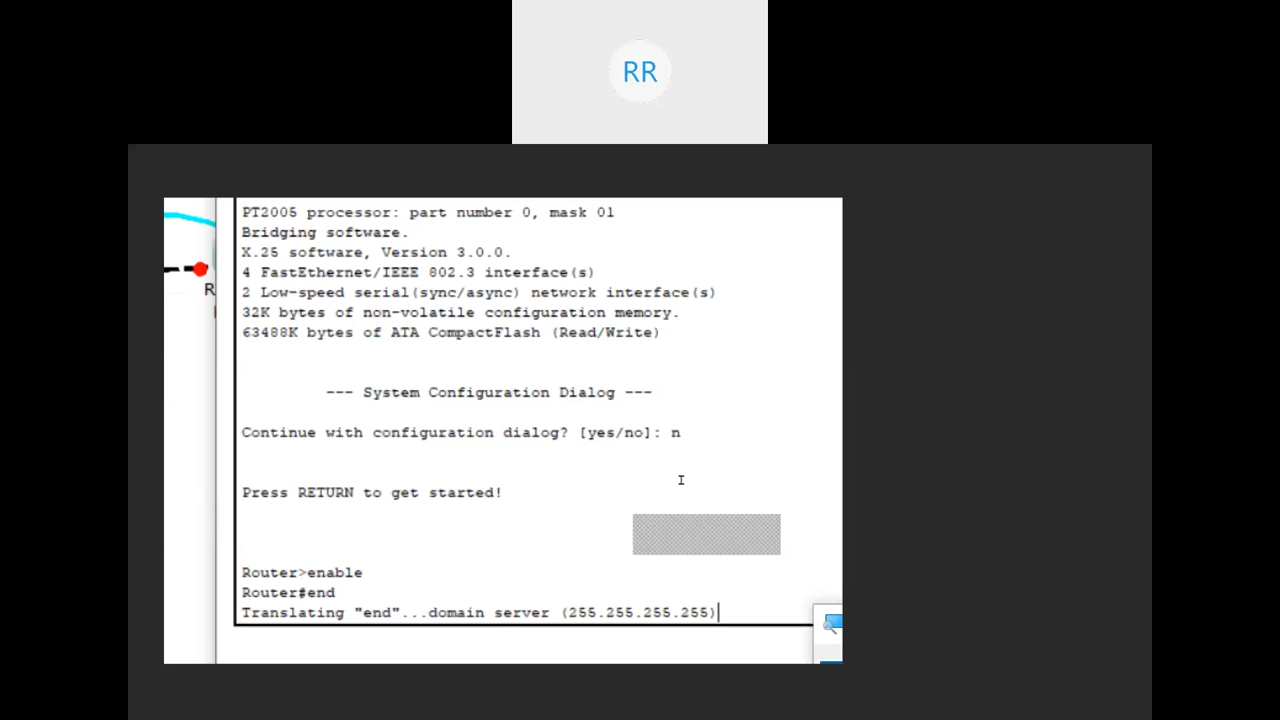 RR
PT2005 processor: part number 0, mask 01
Bridging software.
X.25 software, Version 3.0.0.
4 FastEthernet/IEEE 802.3 interface(s)
2 Low-speed serial(sync/async) network interface(s)
32K bytes of non-volatile configuration memory.
63488K bytes of ATA CompactFlash (Read/Write)
--- System Configuration Dialog ---
Continue with configuration dialog? [yes/no]: n
Press RETURN to get started!
Router>enable
Router#end
Translating "end"...domain server (255.255.255.255)